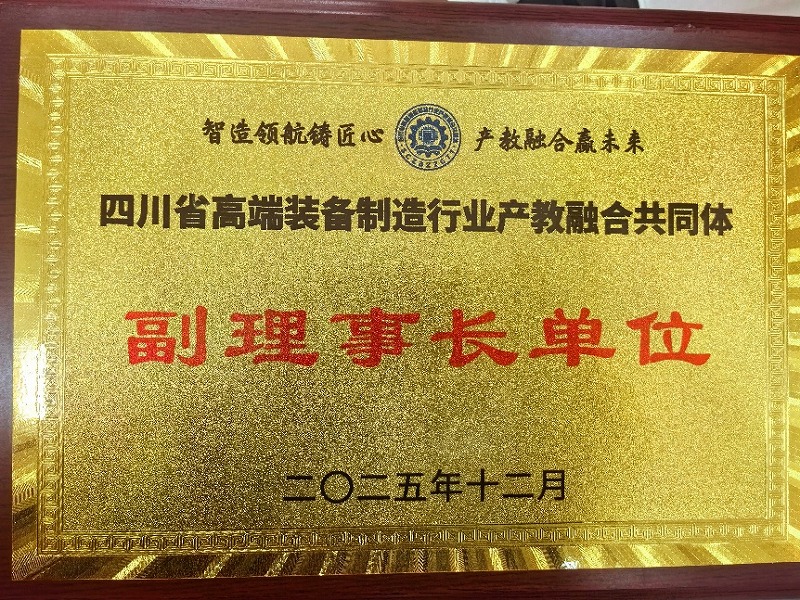 智造领航铸匠心 产教融合赢未来
四川省高端装备制造行业产教融合共同体
副理事长单位
二〇二五年十二月